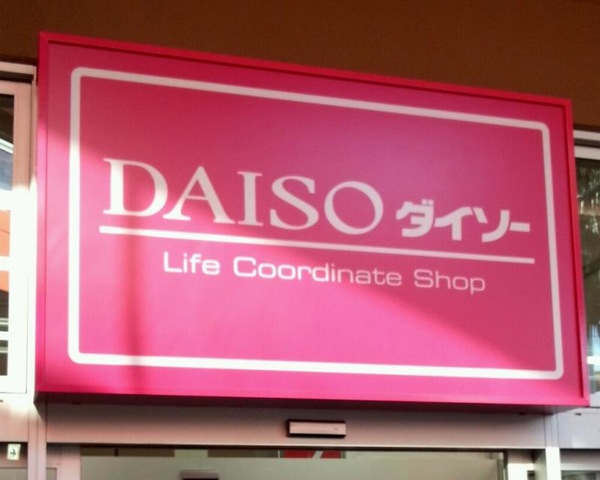 DAISO ダイソー
Life Coordinate Shop